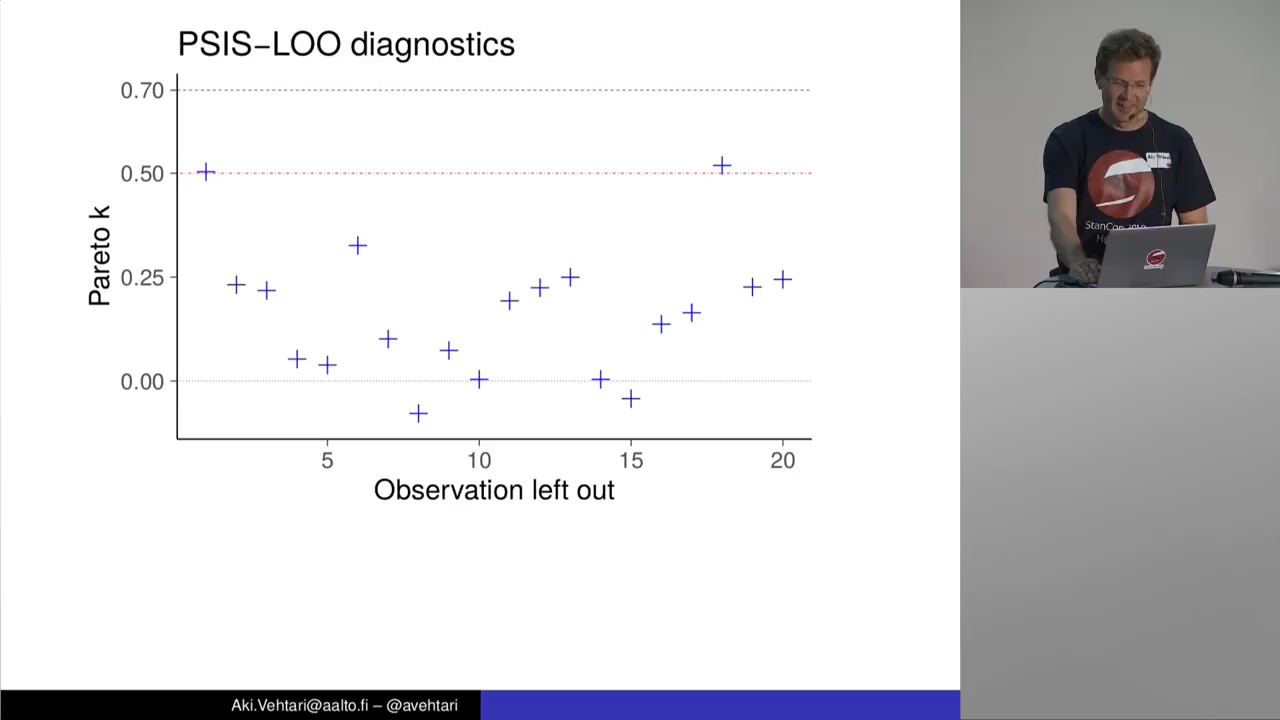 PSIS−LOO diagnostics
0.70
0.50
0.25
0.00
Pareto k
5 10 15 20
Observation left out
Aki.Vehtari@aalto.fi – @avehtari
StanCon